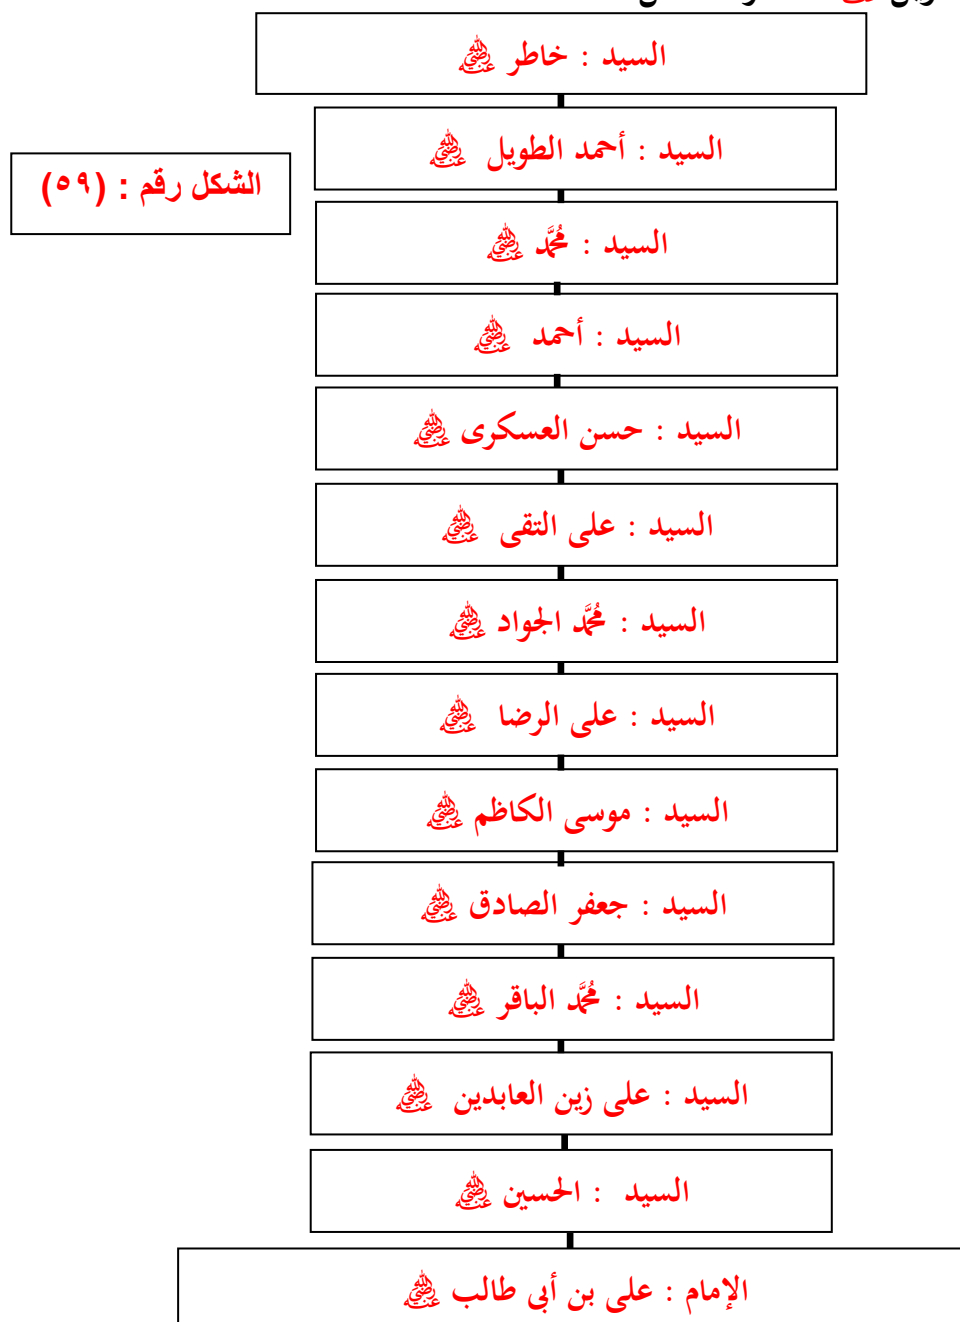 السيد : خاطر رضي الله عنه
السيد : أحمد الطويل رضي الله عنه
الشكل رقم : (٥٩)
السيد : مُحَمَّد رضي الله عنه
السيد : أحمد رضي الله عنه
السيد : حسن العسكرى رضي الله عنه
السيد : على التقى رضي الله عنه
السيد : مُحَمَّد الجواد رضي الله عنه
السيد : على الرضا رضي الله عنه
السيد : موسى الكاظم رضي الله عنه
السيد : جعفر الصادق رضي الله عنه
السيد : مُحَمَّد الباقر رضي الله عنه
السيد : على زين العابدين رضي الله عنه
السيد : الحسين رضي الله عنه
الإمام : على بن أبى طالب رضي الله عنه